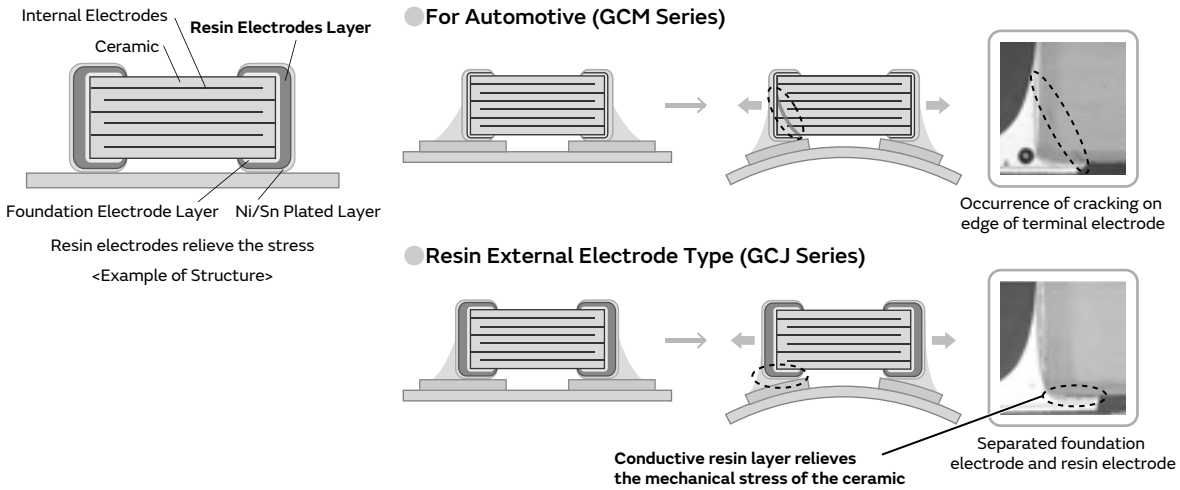 Internal Electrodes
Resin Electrodes Layer
Ceramic
Foundation Electrode Layer
Ni/Sn Plated Layer
Resin electrodes relieve the stress
<Example of Structure>
For Automotive (GCM Series)
Occurrence of cracking on
edge of terminal electrode
Resin External Electrode Type (GCJ Series)
Conductive resin layer relieves
the mechanical stress of the ceramic
Separated foundation
electrode and resin electrode